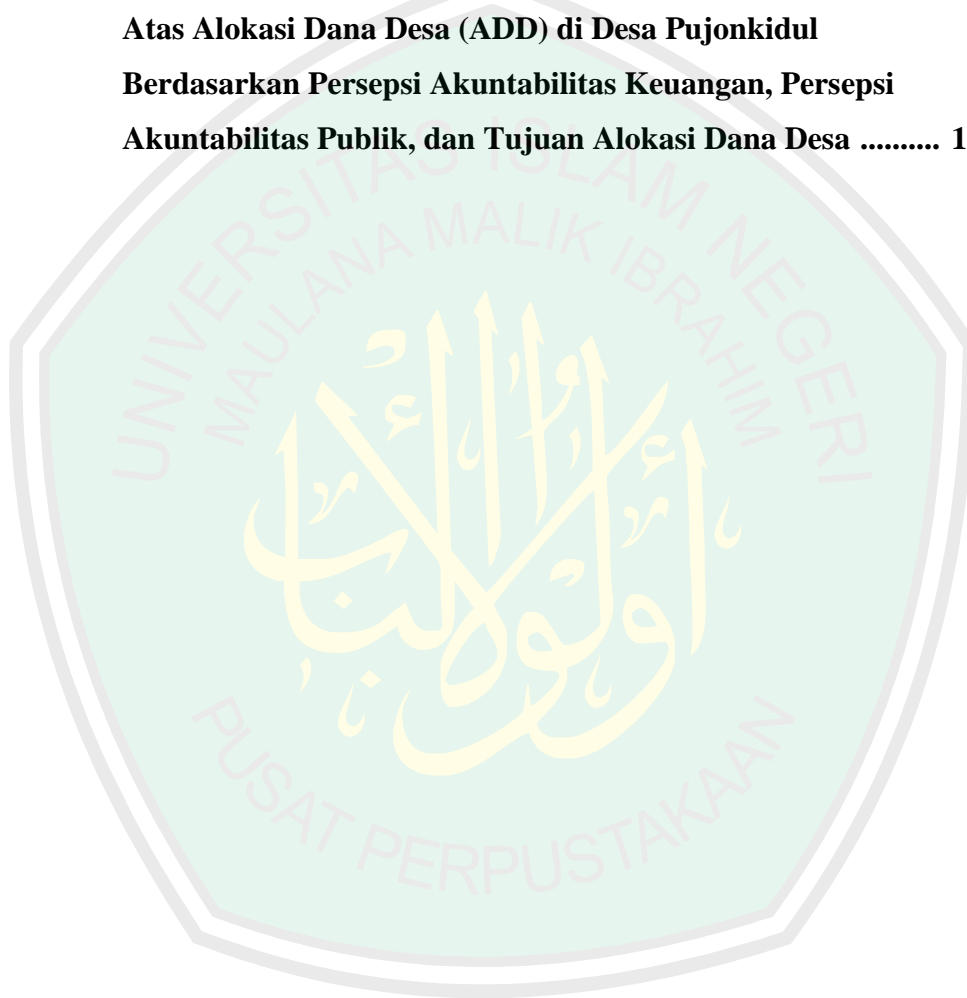 Atas Alokasi Dana Desa (ADD) di Desa Pujonkidul
Berdasarkan Persepsi Akuntabilitas Keuangan, Persepsi
Akuntabilitas Publik, dan Tujuan Alokasi Dana Desa .......... 1
UNIVERSITAS ISLAM NEGERI
MAULANA MALIK IBRAHIM
أولو الألباب
PUSAT PERPUSTAKAAN